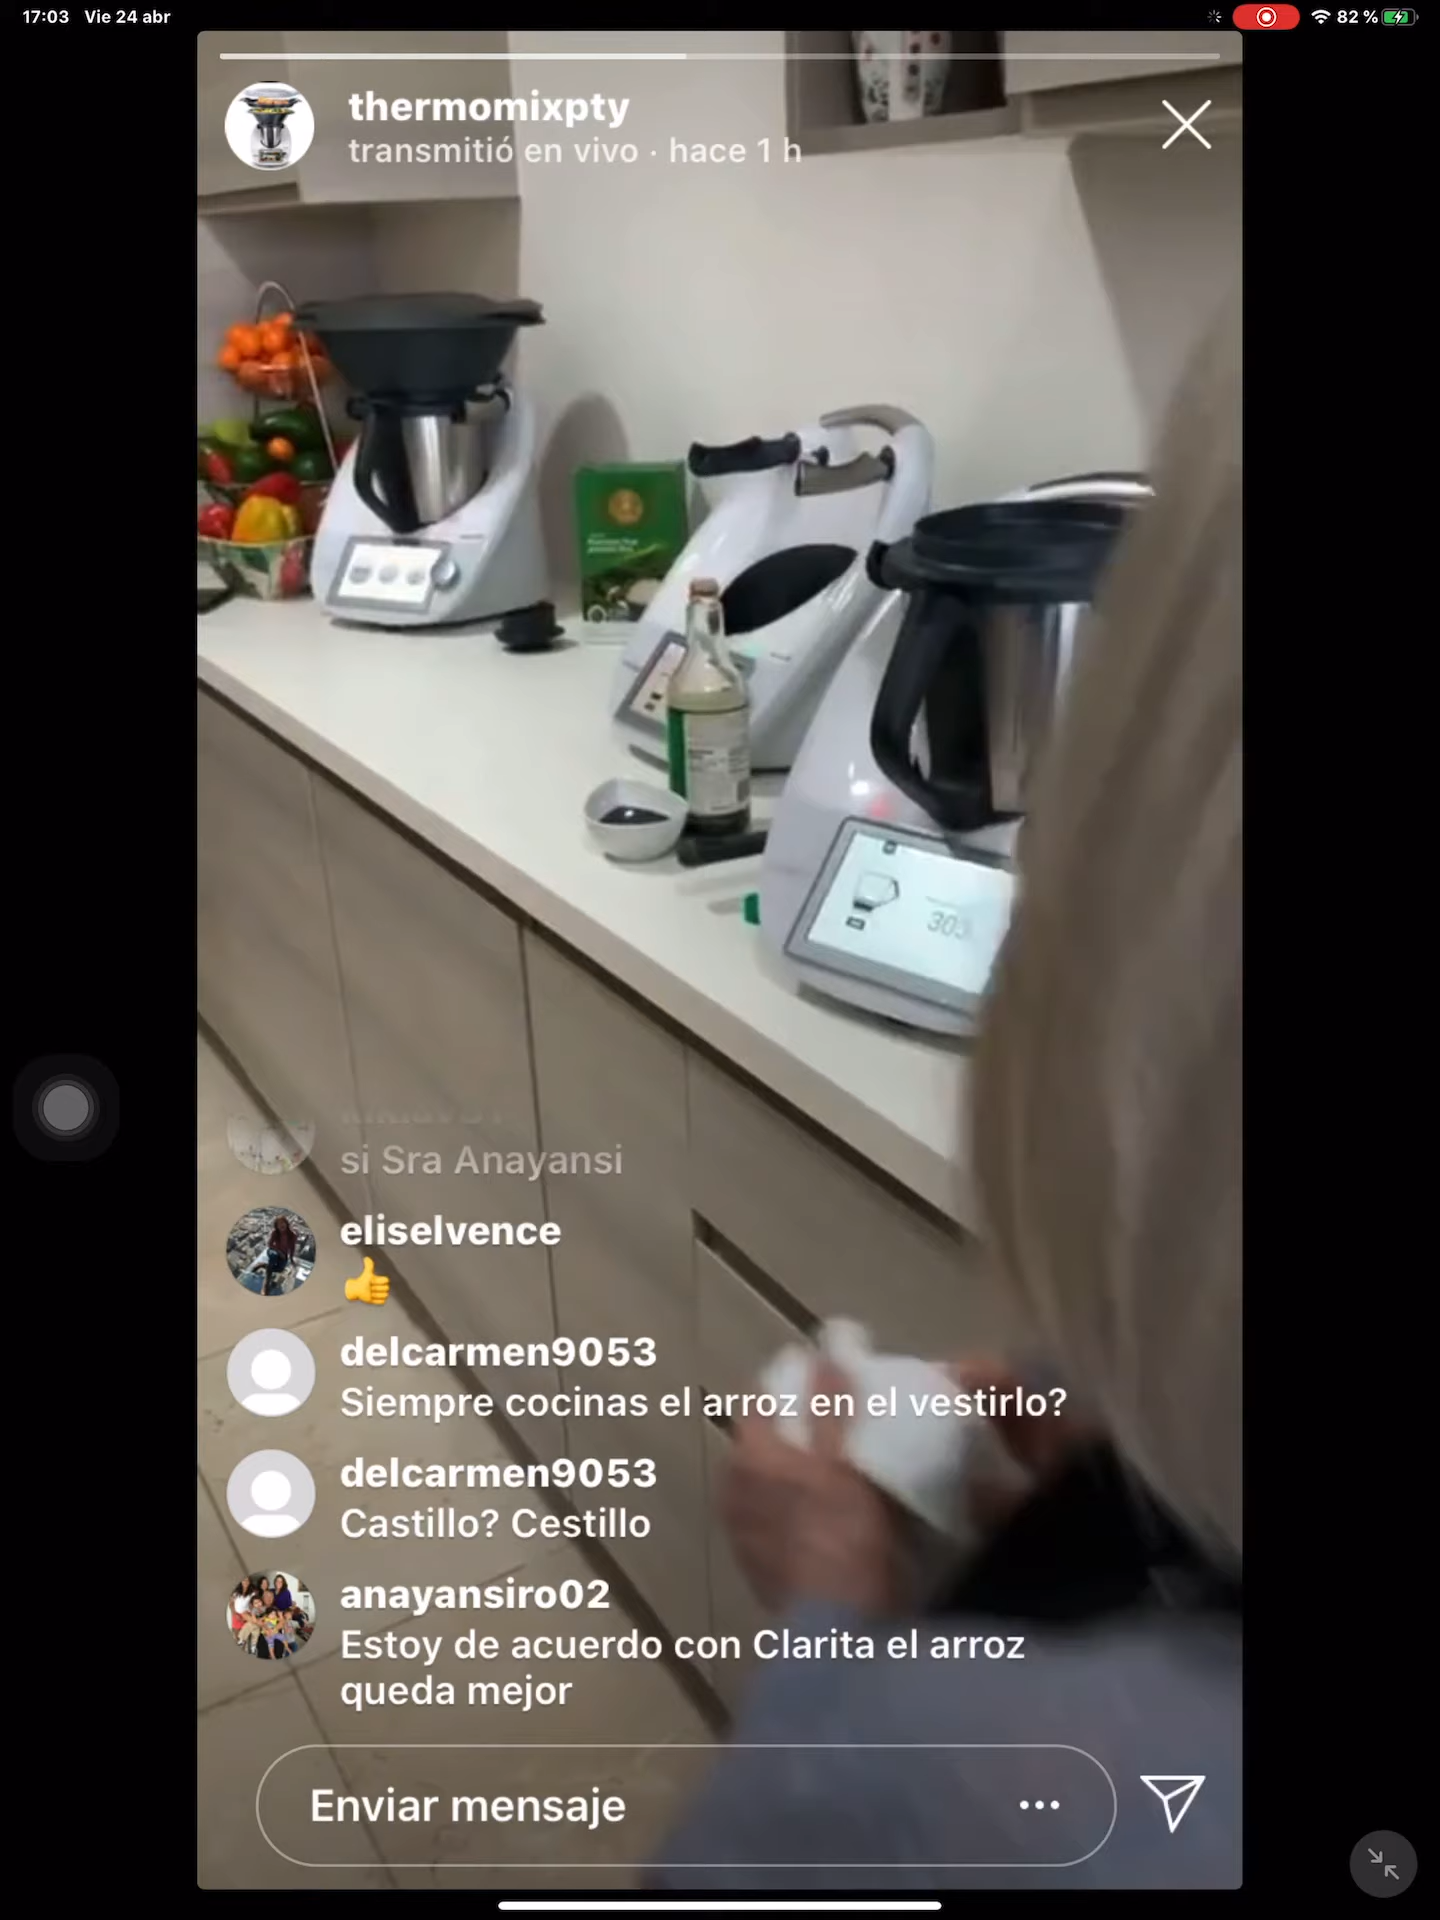 17:03 Vie 24 abr
82 %
thermomixpty
transmitió en vivo · hace 1 h
si Sra Anayansi
eliselvence
👍
delcarmen9053
Siempre cocinas el arroz en el vestirlo?
delcarmen9053
Castillo? Cestillo
anayansiro02
Estoy de acuerdo con Clarita el arroz
queda mejor
Enviar mensaje